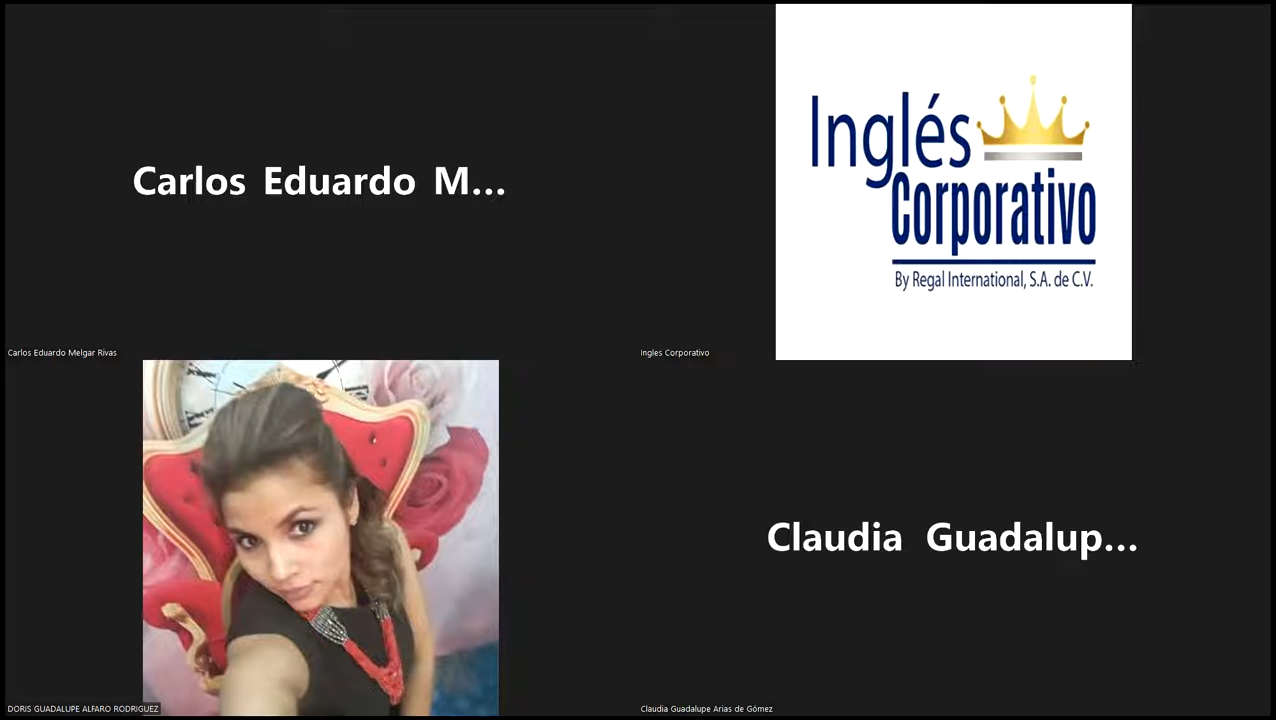 Carlos Eduardo M...
Carlos Eduardo Melgar Rivas
Inglés
Corporativo
By Regal International, S.A. de C.V.
Ingles Corporativo
DORIS GUADALUPE ALFARO RODRIGUEZ
Claudia Guadalup...
Claudia Guadalupe Arias de Gómez